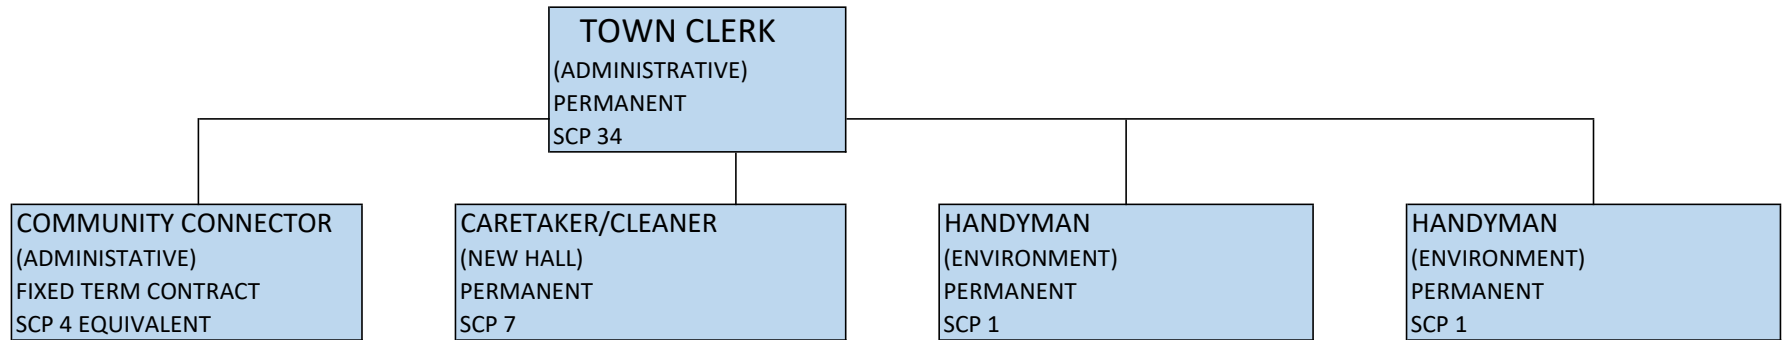 TOWN CLERK
(ADMINISTRATIVE)
PERMANENT
SCP 34
COMMUNITY CONNECTOR
(ADMINISTATIVE)
FIXED TERM CONTRACT
SCP 4 EQUIVALENT
CARETAKER/CLEANER
(NEW HALL)
PERMANENT
SCP 7
HANDYMAN
(ENVIRONMENT)
PERMANENT
SCP 1
HANDYMAN
(ENVIRONMENT)
PERMANENT
SCP 1